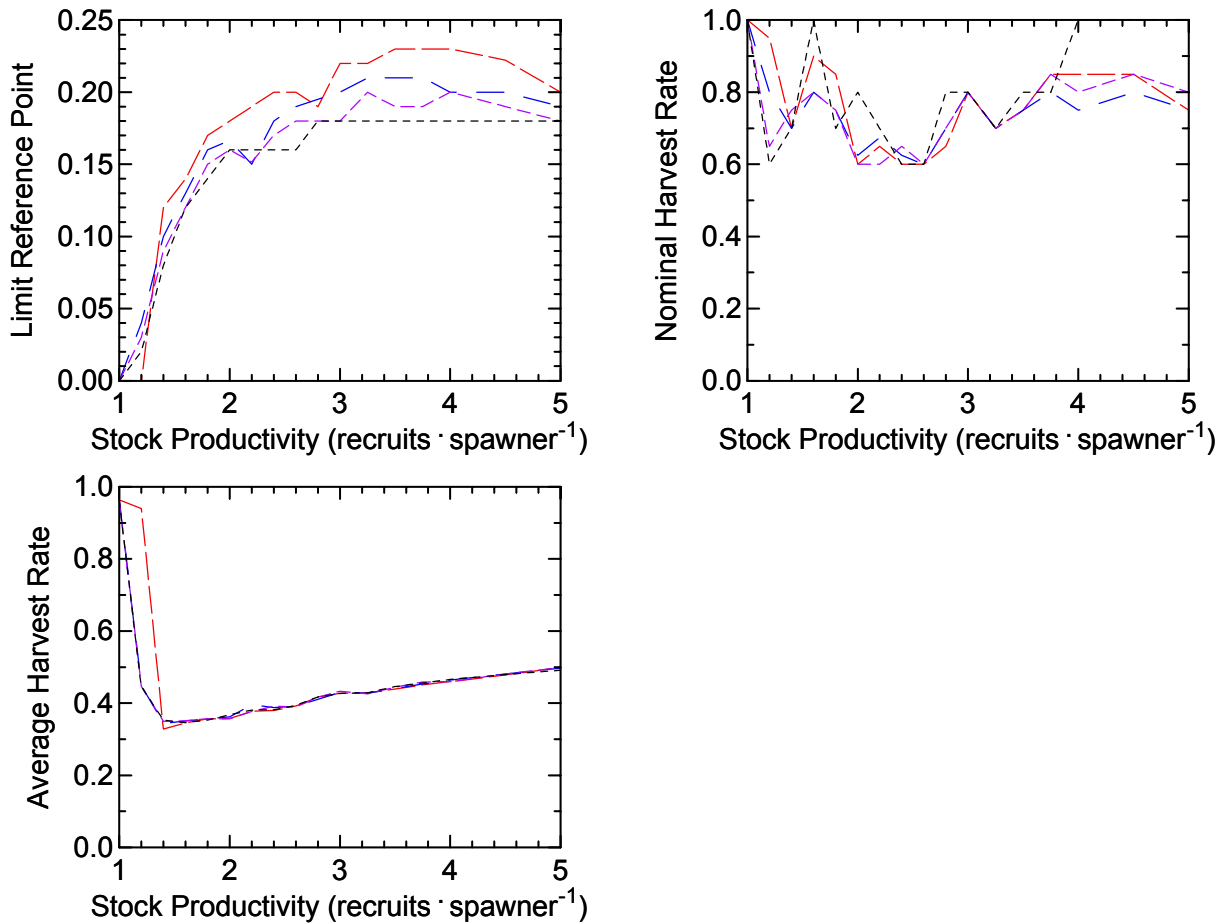 Limit Reference Point
0.25
0.20
0.15
0.10
0.05
0.00
1 2 3 4 5
Stock Productivity (recruits · spawner⁻¹)
Nominal Harvest Rate
1.0
0.8
0.6
0.4
0.2
0.0
1 2 3 4 5
Stock Productivity (recruits · spawner⁻¹)
Average Harvest Rate
1.0
0.8
0.6
0.4
0.2
0.0
1 2 3 4 5
Stock Productivity (recruits · spawner⁻¹)